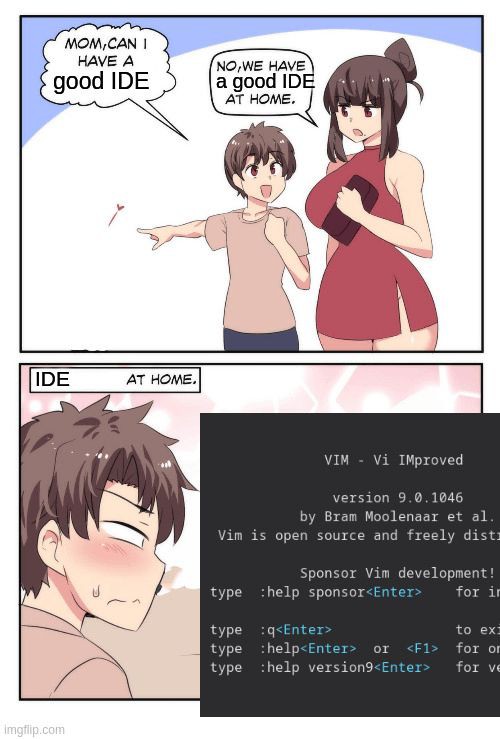 MOM,CAN I
HAVE A
good IDE
NO,WE HAVE
a good IDE
AT HOME.
IDE AT HOME.
VIM - Vi IMproved
version 9.0.1046
by Bram Moolenaar et al.
Vim is open source and freely distr
Sponsor Vim development!
type :help sponsor<Enter> for in
type :q<Enter> to exi
type :help<Enter> or <F1> for on
type :help version9<Enter> for ve
imgflip.com